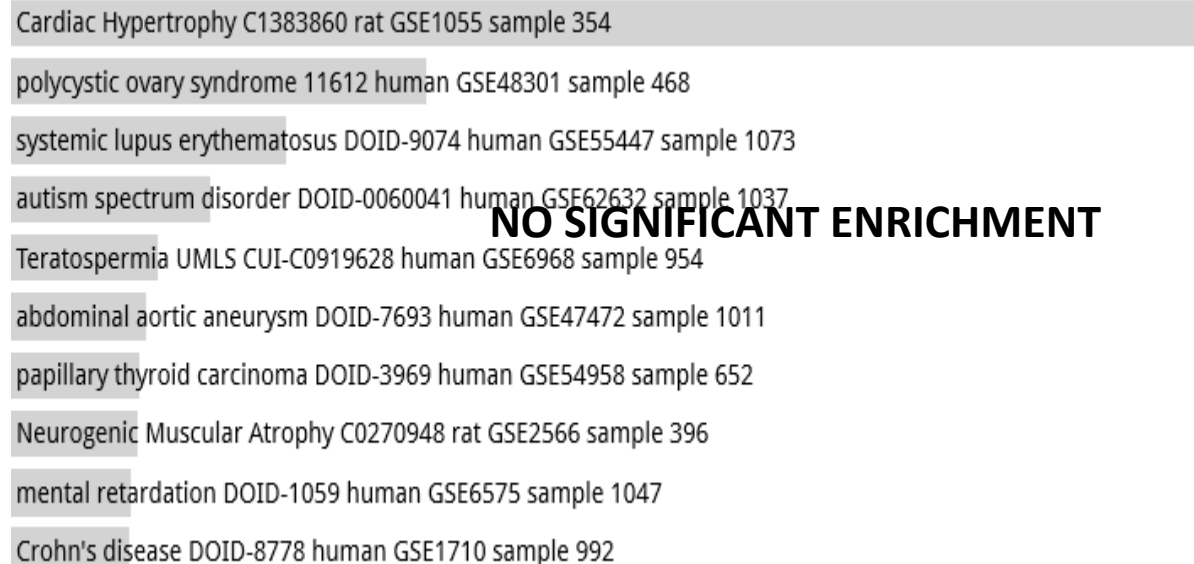 Cardiac Hypertrophy C1383860 rat GSE1055 sample 354
polycystic ovary syndrome 11612 human GSE48301 sample 468
systemic lupus erythematosus DOID-9074 human GSE55447 sample 1073
autism spectrum disorder DOID-0060041 human GSE62632 sample 1037
NO SIGNIFICANT ENRICHMENT
Teratospermia UMLS CUI-C0919628 human GSE6968 sample 954
abdominal aortic aneurysm DOID-7693 human GSE47472 sample 1011
papillary thyroid carcinoma DOID-3969 human GSE54958 sample 652
Neurogenic Muscular Atrophy C0270948 rat GSE2566 sample 396
mental retardation DOID-1059 human GSE6575 sample 1047
Crohn's disease DOID-8778 human GSE1710 sample 992